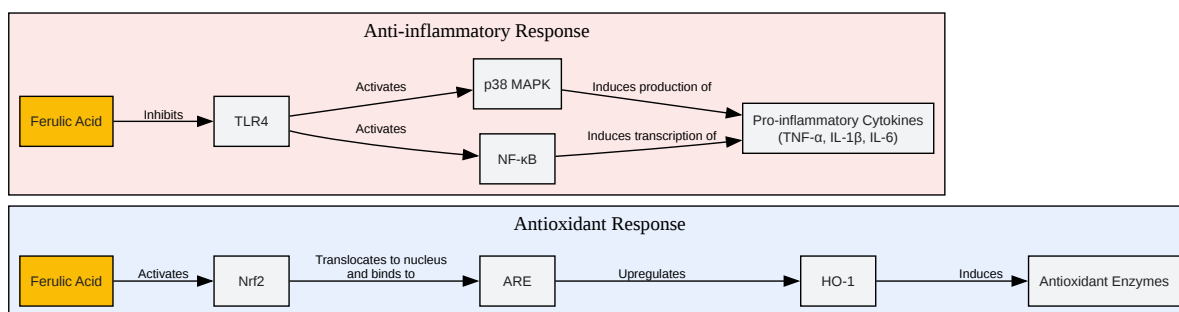 Anti-inflammatory Response
Ferulic Acid
Inhibits
TLR4
Activates
Activates
p38 MAPK
NF-κB
Induces production of
Induces transcription of
Pro-inflammatory Cytokines
(TNF-α, IL-1β, IL-6)
Antioxidant Response
Ferulic Acid
Activates
Nrf2
Translocates to nucleus
and binds to
ARE
Upregulates
HO-1
Induces
Antioxidant Enzymes